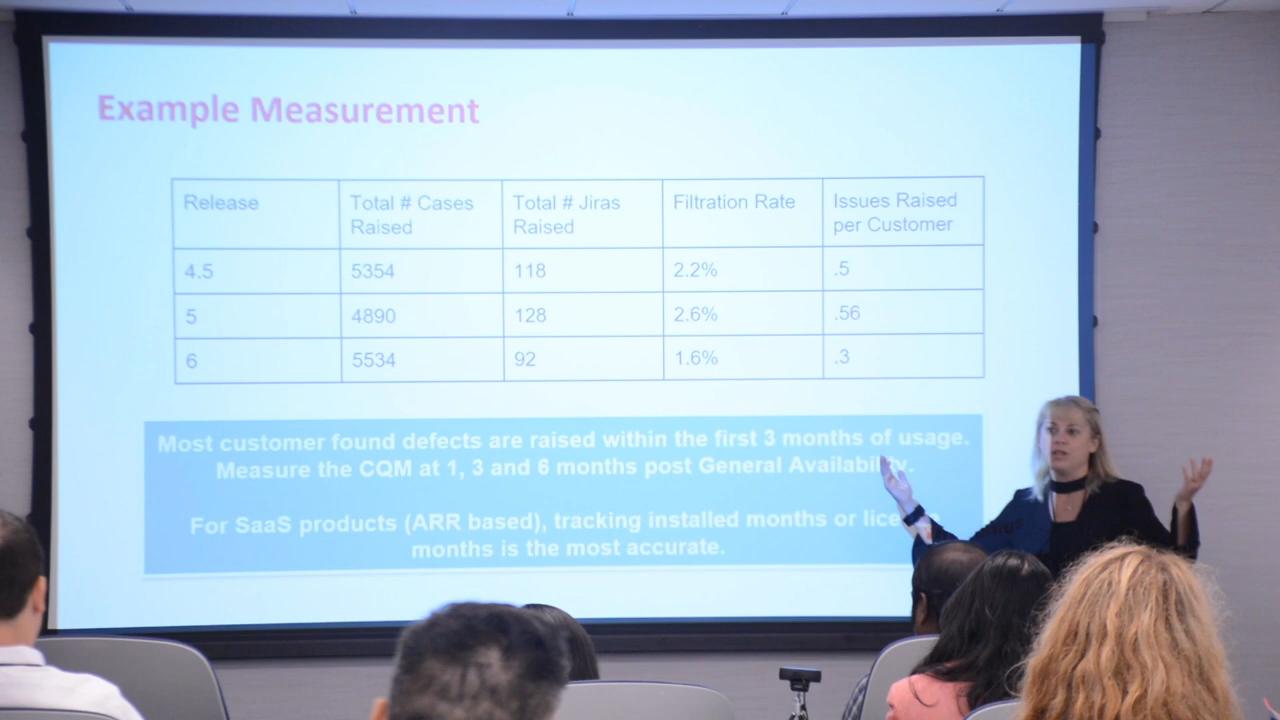 Example Measurement
Release
Total # Cases
Raised
Total # Jiras
Raised
Filtration Rate
Issues Raised
per Customer
4.5
5354
118
2.2%
.5
5
4890
128
2.6%
.56
6
5534
92
1.6%
.3
Most customer found defects are raised within the first 3 months of usage.
Measure the CQM at 1, 3 and 6 months post General Availability.
For SaaS products (ARR based), tracking installed months or license
months is the most accurate.